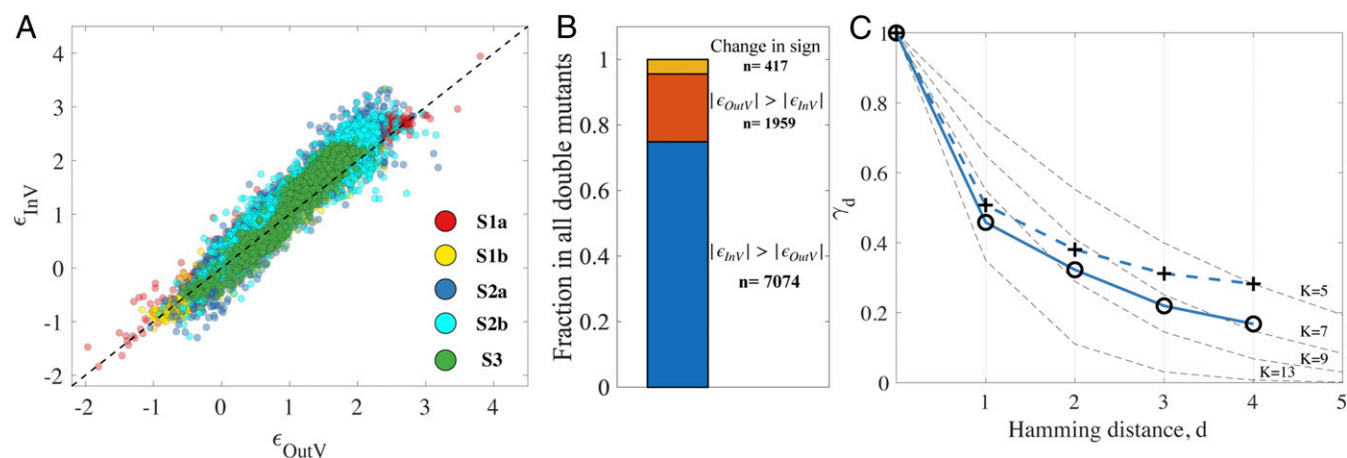 A
4
3
2
1
0
-1
-2
ϵInV
-2
-1
0
1
2
3
4
ϵOutV
S1a
S1b
S2a
S2b
S3
B
1
0.8
0.6
0.4
0.2
0
Fraction in all double mutants
Change in sign
n= 417
|ϵOutV| > |ϵInV|
n= 1959
|ϵInV| > |ϵOutV|
n= 7074
C
1
0.8
0.6
0.4
0.2
0
γd
K=5
K=7
K=9
K=13
1
2
3
4
5
Hamming distance, d